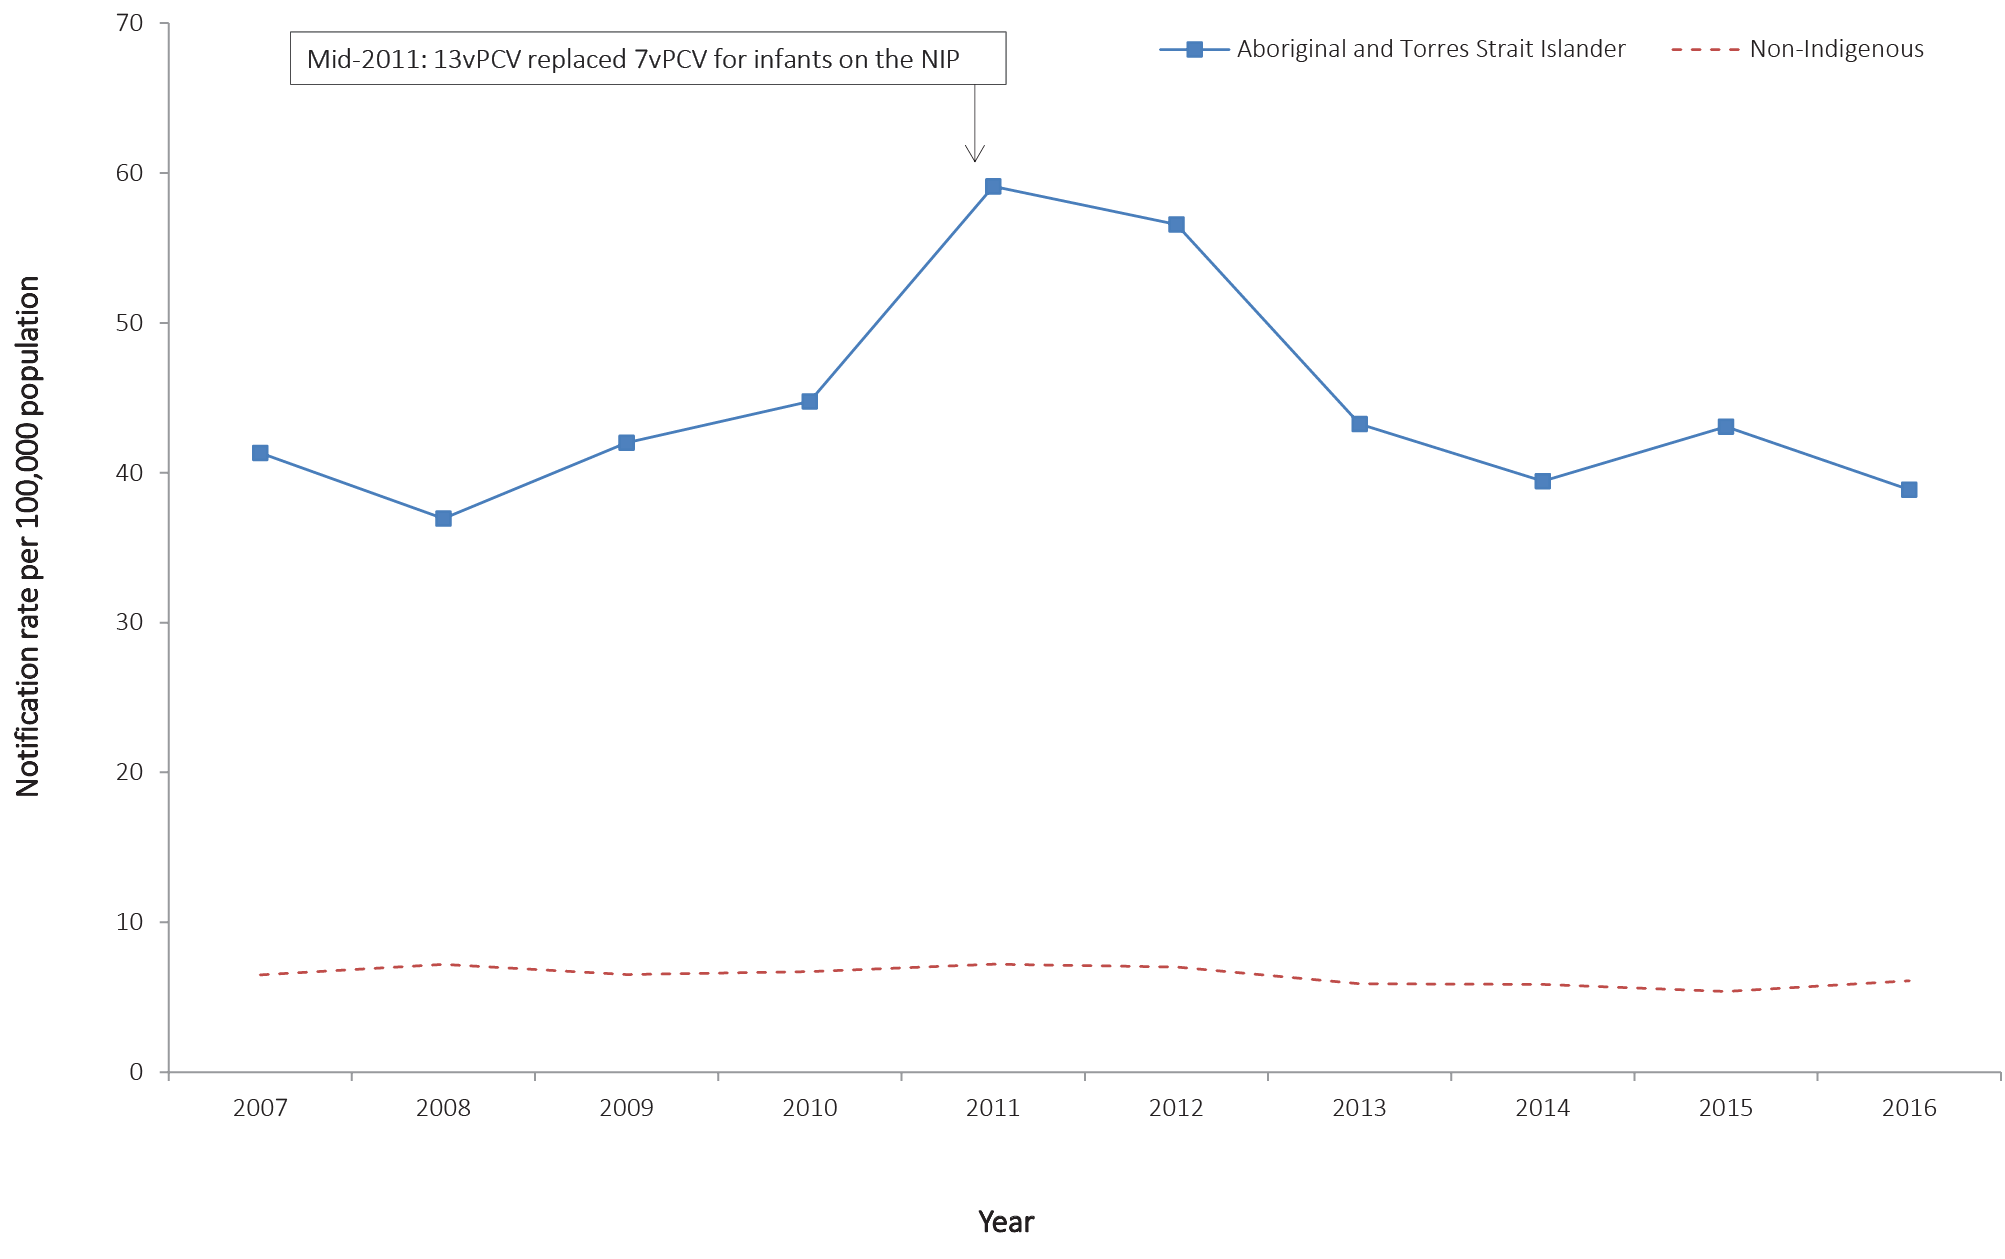 Mid-2011: 13vPCV replaced 7vPCV for infants on the NIP
Aboriginal and Torres Strait Islander
Non-Indigenous
Notification rate per 100,000 population
70
60
50
40
30
20
10
0
2007 2008 2009 2010 2011 2012 2013 2014 2015 2016
Year